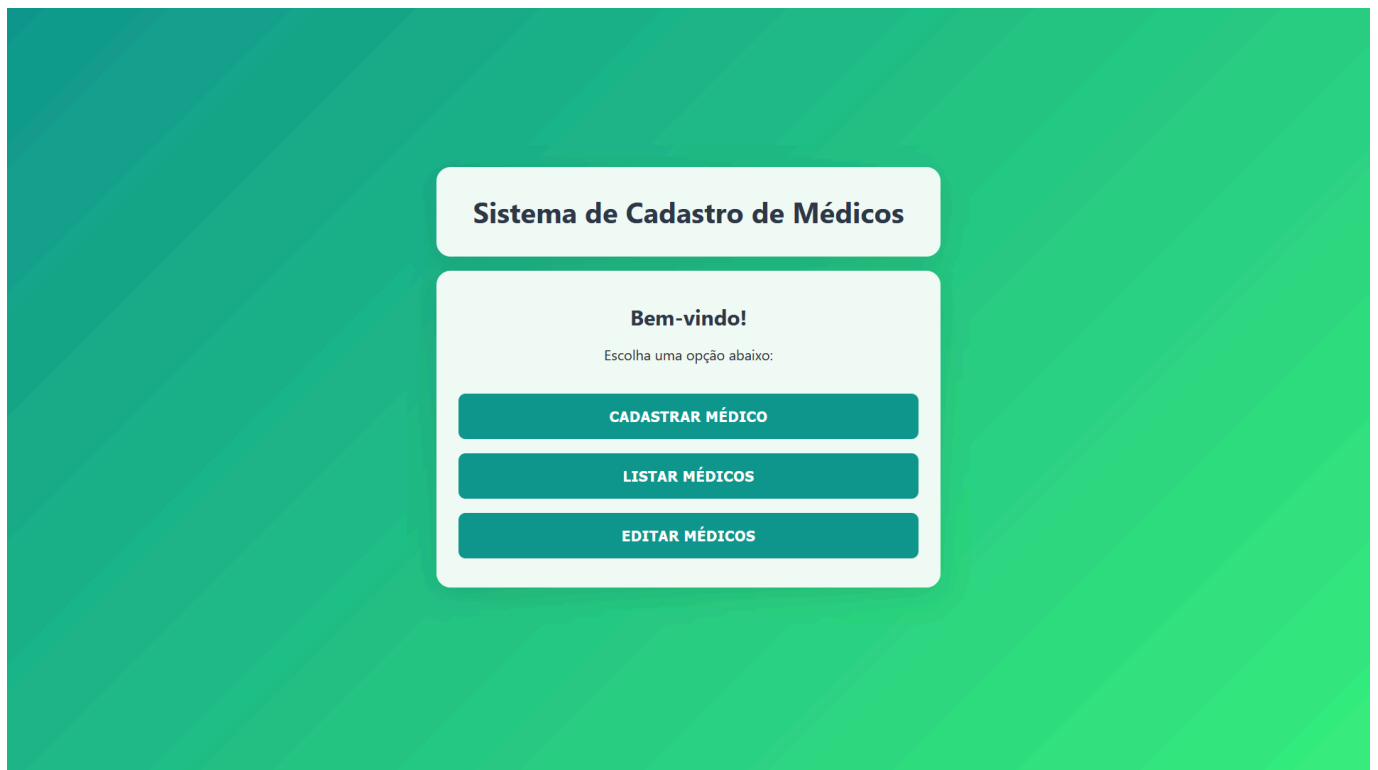 Sistema de Cadastro de Médicos
Bem-vindo!
Escolha uma opção abaixo:
CADASTRAR MÉDICO
LISTAR MÉDICOS
EDITAR MÉDICOS